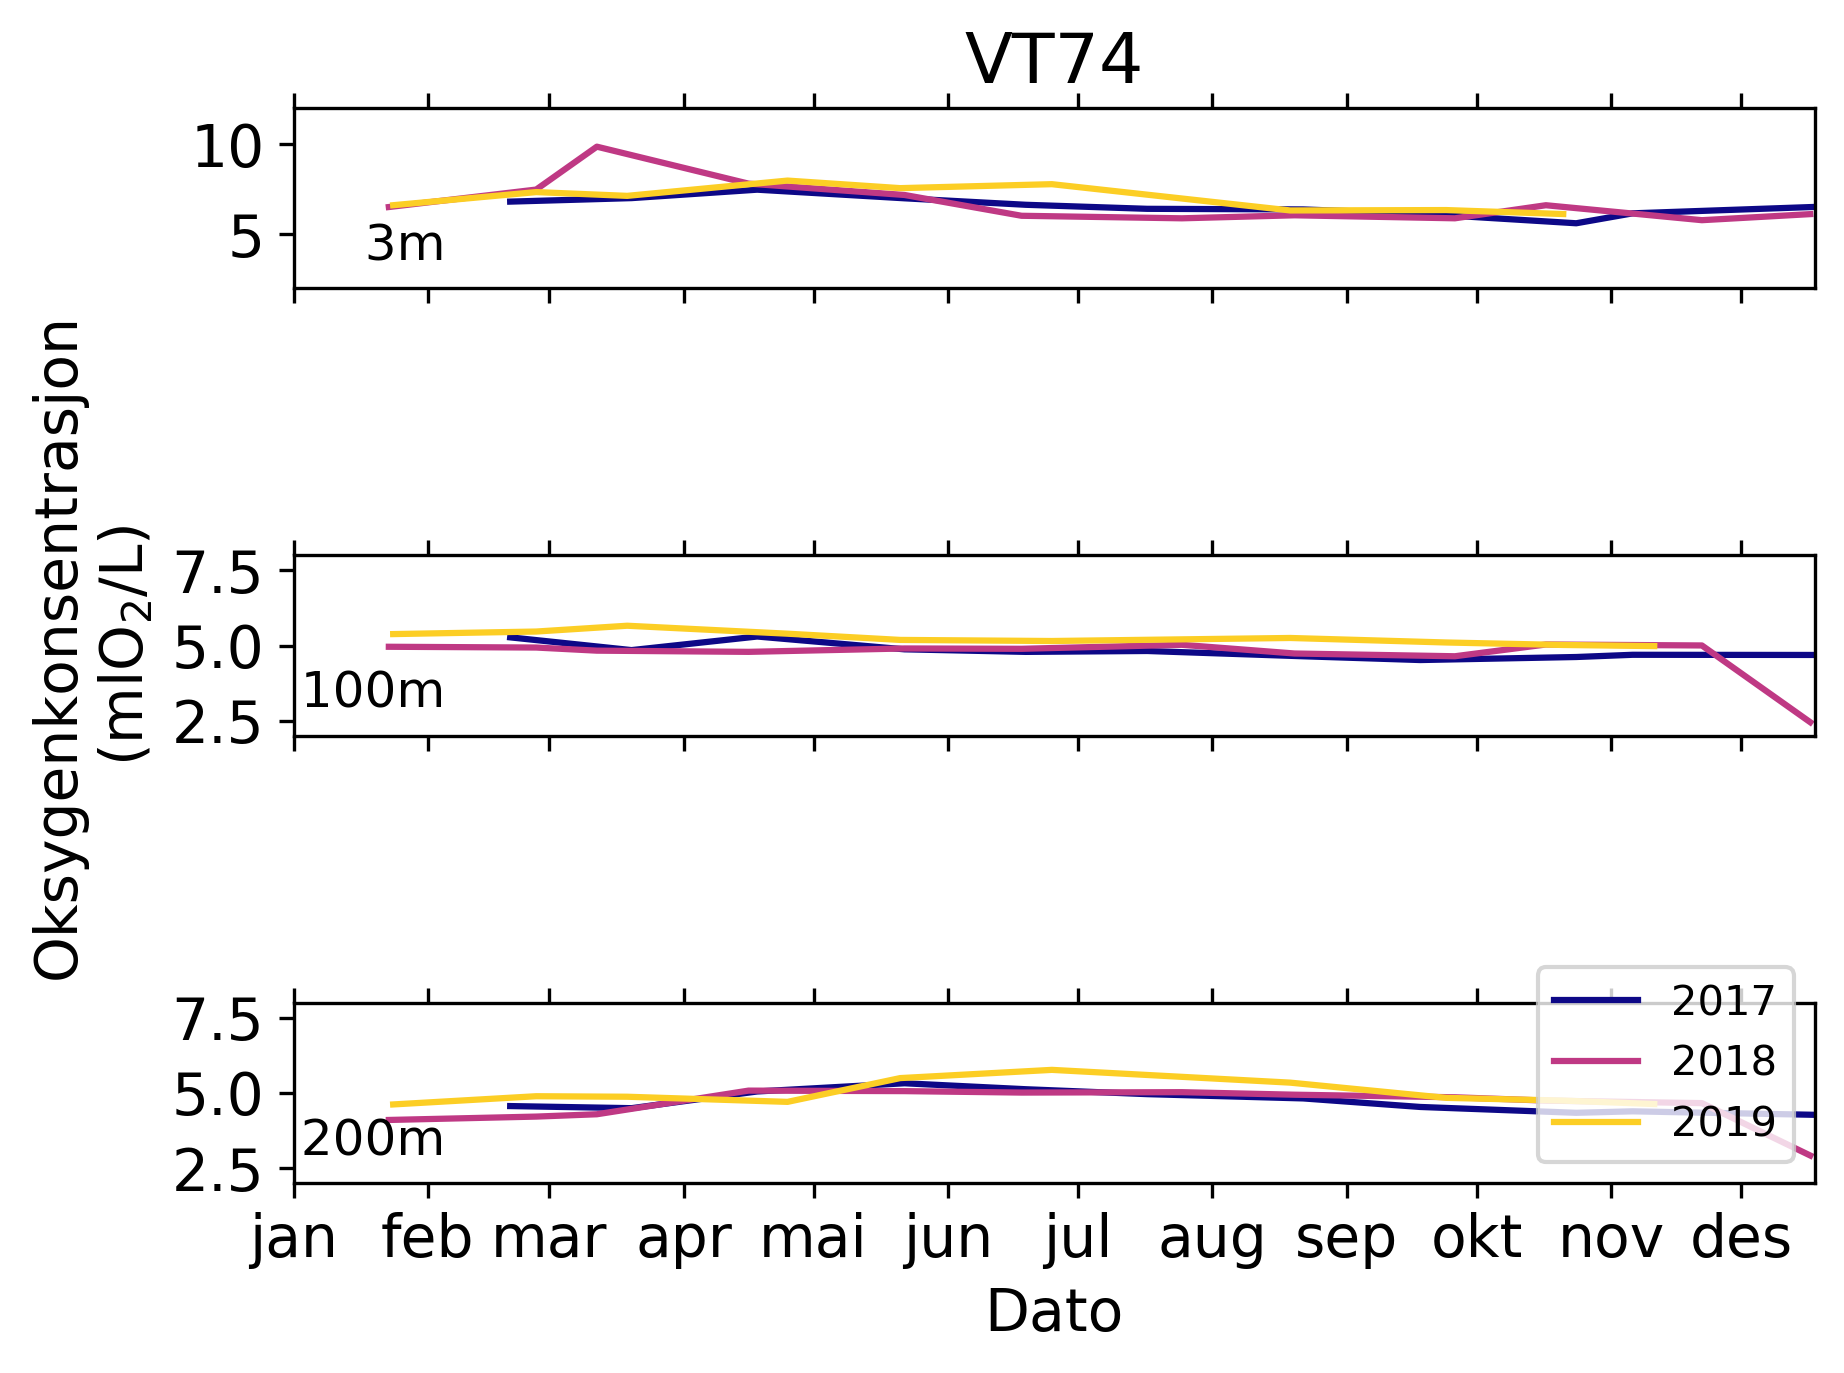 VT74
10
5
3m
Oksygenkonsentrasjon
(mlO₂/L)
7.5
5.0
2.5
100m
7.5
5.0
2.5
200m
2017
2018
2019
jan feb mar apr mai jun jul aug sep okt nov des
Dato